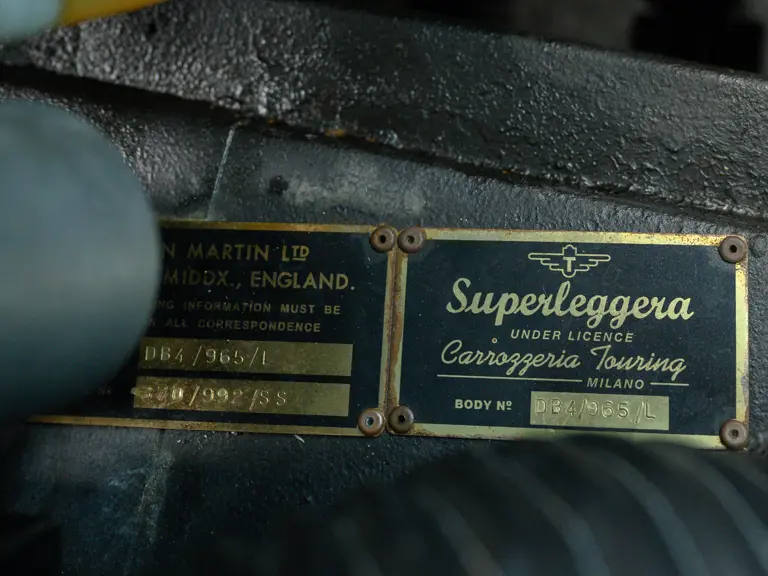 N MARTIN LTD
MIDDX., ENGLAND.
INFORMATION MUST BE
ALL CORRESPONDENCE
DB4/965/L
370/992/SS
T
Superleggera
UNDER LICENCE
Carrozzeria Touring
MILANO
BODY Nº DB4/965/L